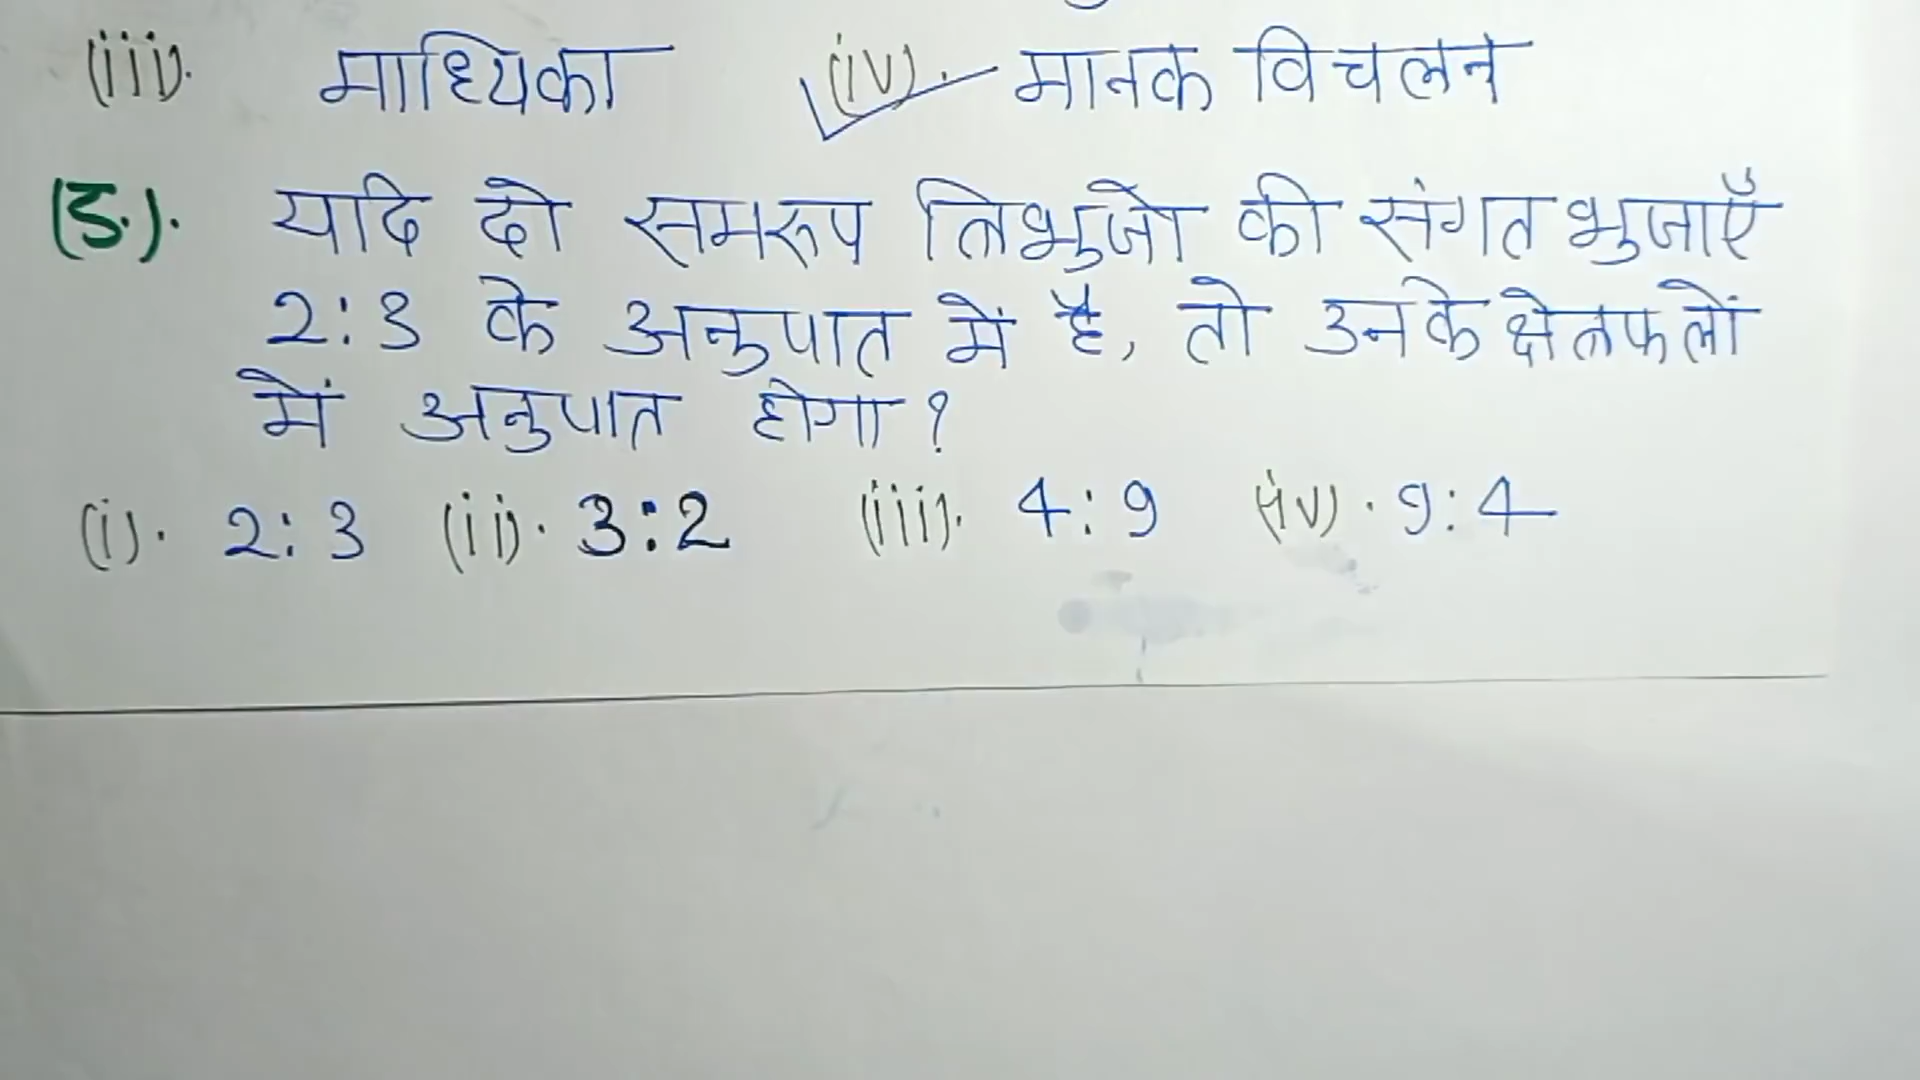 (iii). माध्यिका (iv). मानक विचलन
(ड.). यदि दो समरूप त्रिभुजो की संगत भुजाएँ
2:3 के अनुपात में है, तो उनके क्षेत्रफलों
में अनुपात होगा?
(i). 2:3 (ii). 3:2 (iii). 4:9 (iv). 9:4